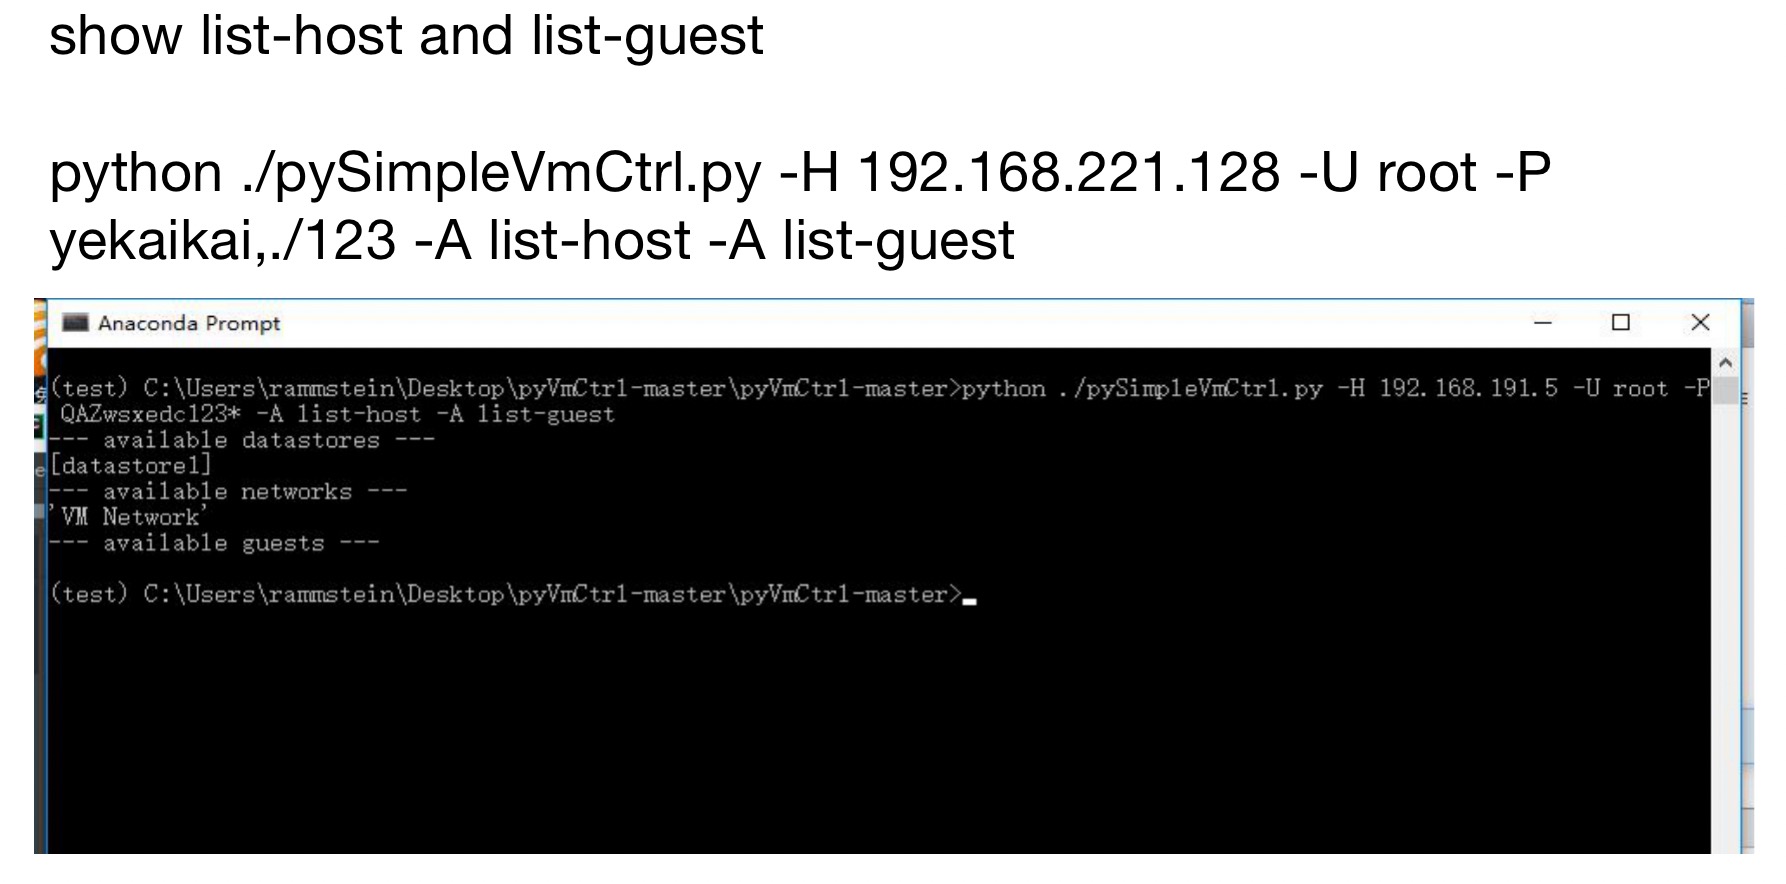 show list-host and list-guest
python ./pySimpleVmCtrl.py -H 192.168.221.128 -U root -P
yekaikai,./123 -A list-host -A list-guest
Anaconda Prompt
(test) C:\Users\rammstein\Desktop\pyVmCtrl-master\pyVmCtrl-master>python ./pySimpleVmCtrl.py -H 192.168.191.5 -U root -P
QAZwsxedc123* -A list-host -A list-guest
--- available datastores ---
[datastore1]
--- available networks ---
'VM Network'
--- available guests ---
(test) C:\Users\rammstein\Desktop\pyVmCtrl-master\pyVmCtrl-master>